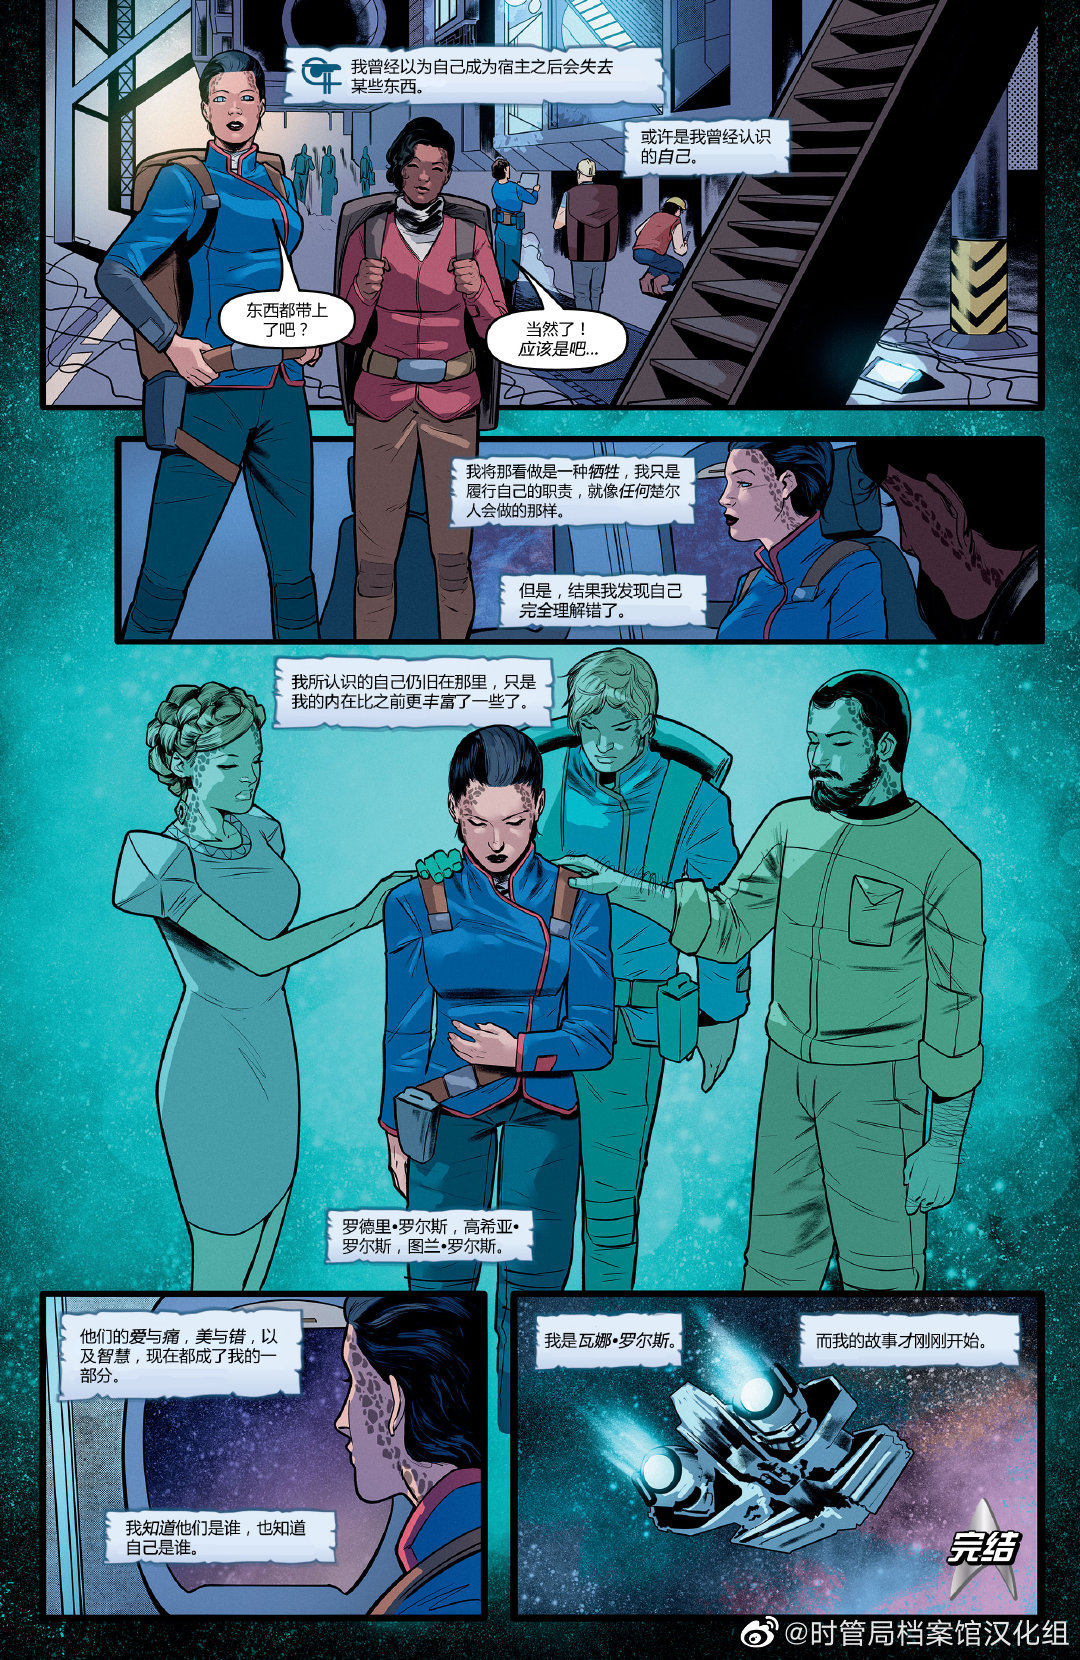 我曾经以为自己成为宿主之后会失去
某些东西。
或许是我曾经认识
的自己。
东西都带上
了吧？
当然了！
应该是吧...
我将那看做是一种牺牲，我只是
履行自己的职责，就像任何楚尔
人会做的那样。
但是，结果我发现自己
完全理解错了。
我所认识的自己仍旧在那里，只是
我的内在比之前更丰富了一些了。
罗德里•罗尔斯，高希亚•
罗尔斯，图兰•罗尔斯。
他们的爱与痛，美与错，以
及智慧，现在都成了我的一
部分。
我知道他们是谁，也知道
自己是谁。
我是瓦娜•罗尔斯。
而我的故事才刚刚开始。
完结
@时管局档案馆汉化组